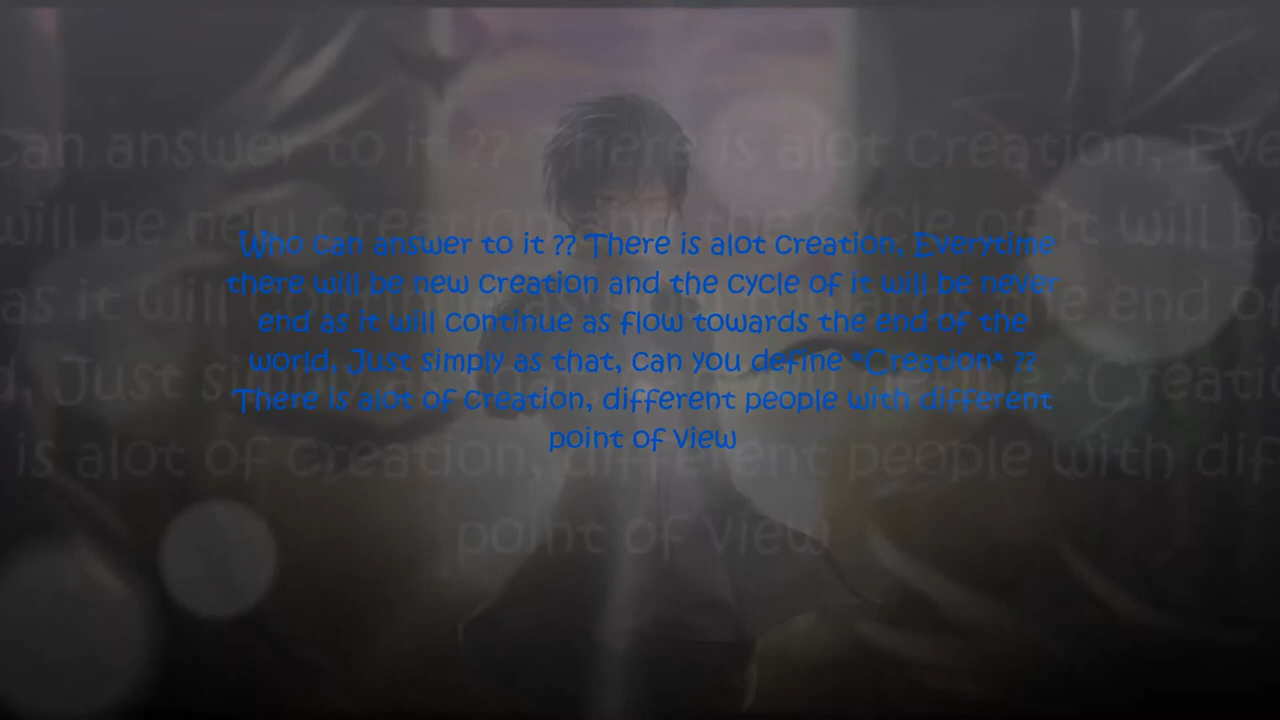 Who can answer to it ?? There is alot creation, Everytime
there will be new creation and the cycle of it will be never
end as it will continue as flow towards the end of the
world, Just simply as that, can you define *Creation* ??
There is alot of creation, different people with different
point of view